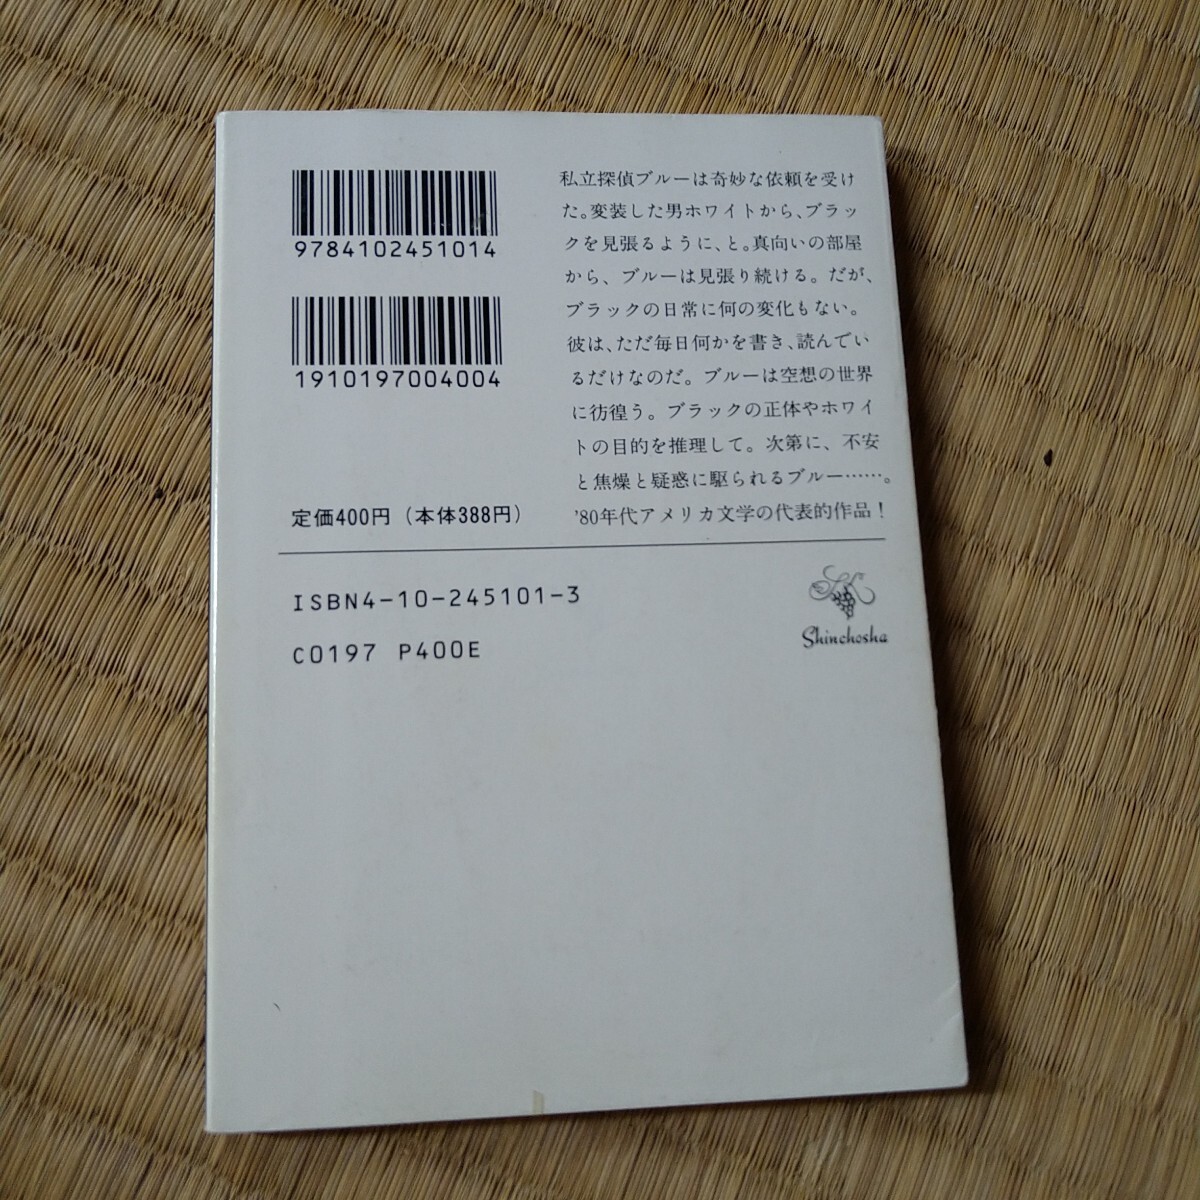 9784102451014
1910197004004
私立探偵ブルーは奇妙な依頼を受け
た。変装した男ホワイトから、ブラッ
クを見張るように、と。真向いの部屋
から、ブルーは見張り続ける。だが、
ブラックの日常に何の変化もない。
彼は、ただ毎日何かを書き、読んでい
るだけなのだ。ブルーは空想の世界
に彷徨う。ブラックの正体やホワイ
トの目的を推理して。次第に、不安
と焦燥と疑惑に駆られるブルー……。
'80年代アメリカ文学の代表的作品！
定価400円（本体388円）
ISBN4-10-245101-3
C0197 P400E
Shinchosha